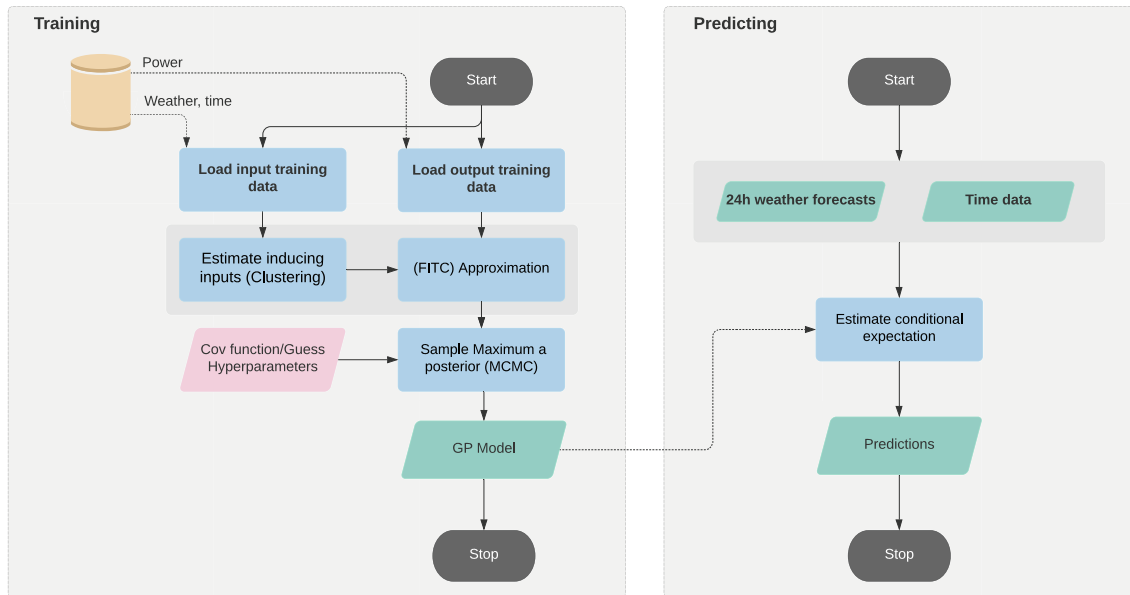 Training
Power
Weather, time
Start
Load input training
data
Load output training
data
Estimate inducing
inputs (Clustering)
(FITC) Approximation
Cov function/Guess
Hyperparameters
Sample Maximum a
posterior (MCMC)
GP Model
Stop
Predicting
Start
24h weather forecasts
Time data
Estimate conditional
expectation
Predictions
Stop